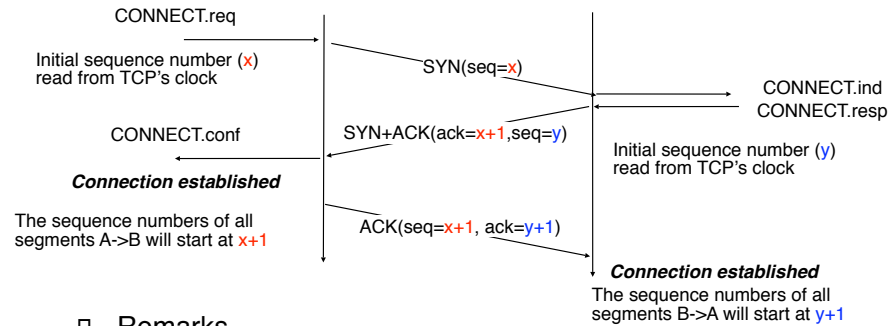 CONNECT.req
Initial sequence number (x)
read from TCP's clock
SYN(seq=x)
CONNECT.ind
CONNECT.resp
CONNECT.conf
SYN+ACK(ack=x+1,seq=y)
Initial sequence number (y)
read from TCP's clock
Connection established
The sequence numbers of all
segments A->B will start at x+1
ACK(seq=x+1, ack=y+1)
Connection established
The sequence numbers of all
segments B->A will start at y+1
Remarks